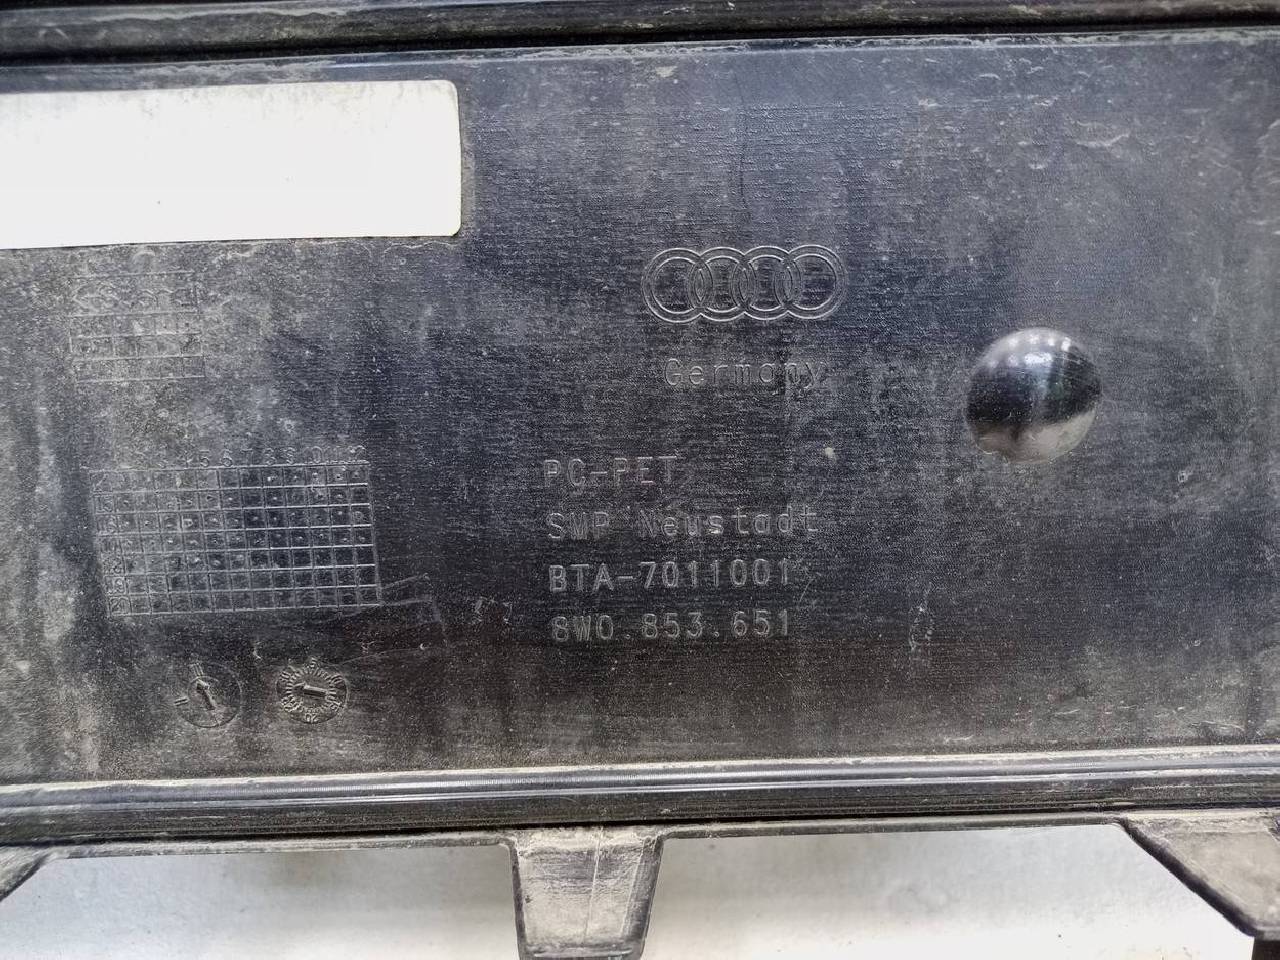 Germany
PC-PET
SMP Neustadt
BTA-7011001
8W0.853.651